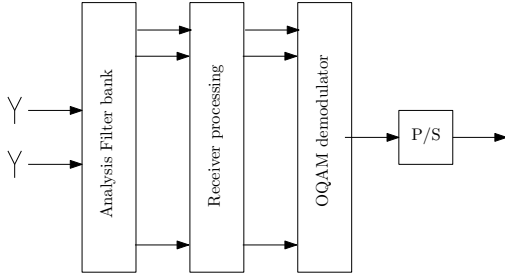 Analysis Filter bank
Receiver processing
OQAM demodulator
P/S